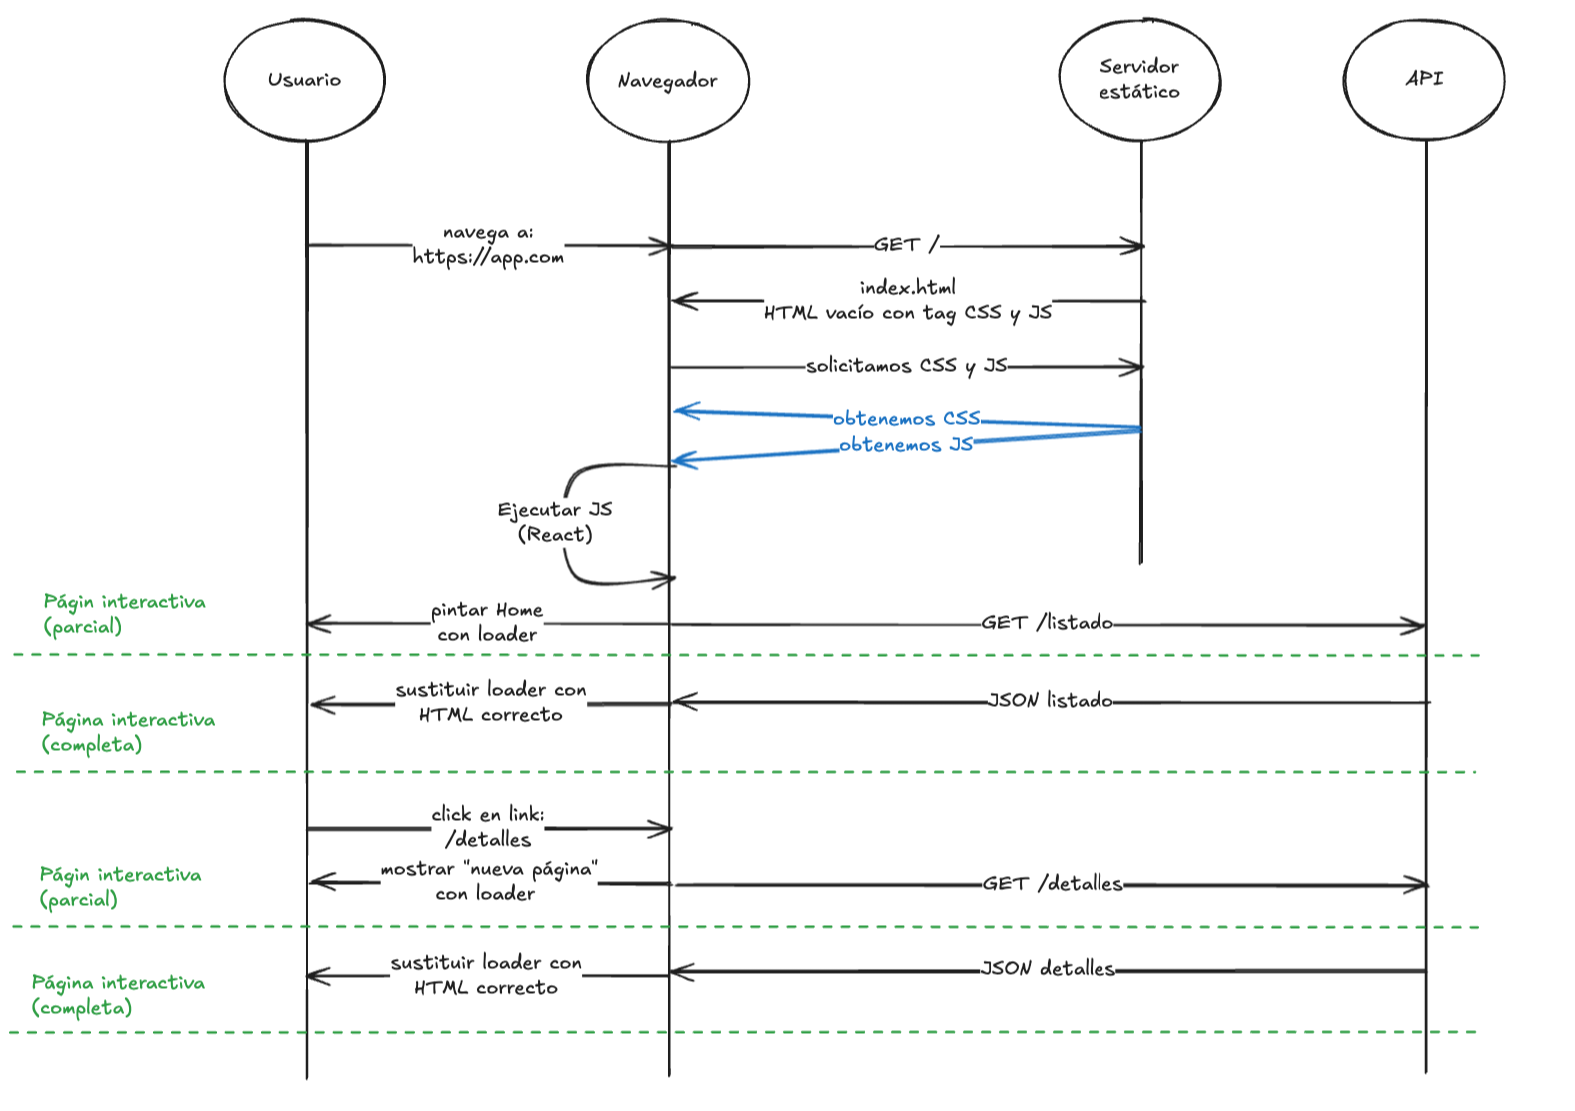 Usuario
Navegador
Servidor
estático
API
navega a:
https://app.com
GET /
index.html
HTML vacío con tag CSS y JS
solicitamos CSS y JS
obtenemos CSS
obtenemos JS
Ejecutar JS
(React)
Págin interactiva
(parcial)
pintar Home
con loader
GET /listado
sustituir loader con
HTML correcto
JSON listado
Página interactiva
(completa)
click en link:
/detalles
Págin interactiva
(parcial)
mostrar "nueva página"
con loader
GET /detalles
Página interactiva
(completa)
sustituir loader con
HTML correcto
JSON detalles